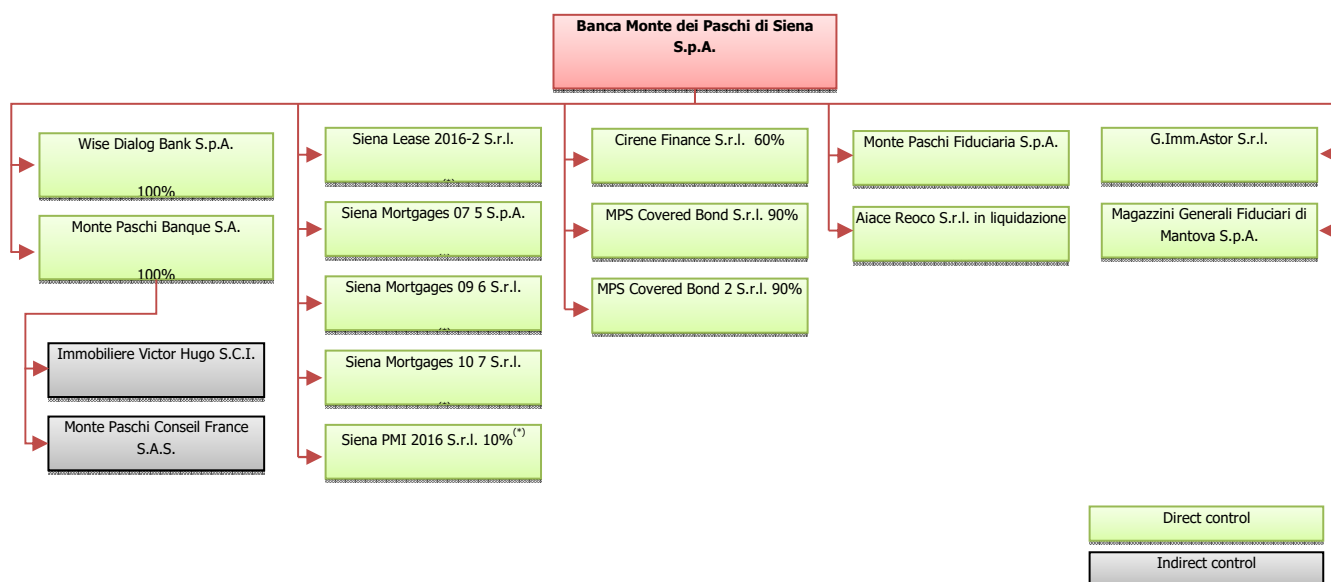 Banca Monte dei Paschi di Siena
S.p.A.
Wise Dialog Bank S.p.A.
100%
Monte Paschi Banque S.A.
100%
Immobiliere Victor Hugo S.C.I.
Monte Paschi Conseil France
S.A.S.
Siena Lease 2016-2 S.r.l.
Siena Mortgages 07 5 S.p.A.
Siena Mortgages 09 6 S.r.l.
Siena Mortgages 10 7 S.r.l.
Siena PMI 2016 S.r.l. 10%(*)
Cirene Finance S.r.l. 60%
MPS Covered Bond S.r.l. 90%
MPS Covered Bond 2 S.r.l. 90%
Monte Paschi Fiduciaria S.p.A.
Aiace Reoco S.r.l. in liquidazione
G.Imm.Astor S.r.l.
Magazzini Generali Fiduciari di
Mantova S.p.A.
Direct control
Indirect control